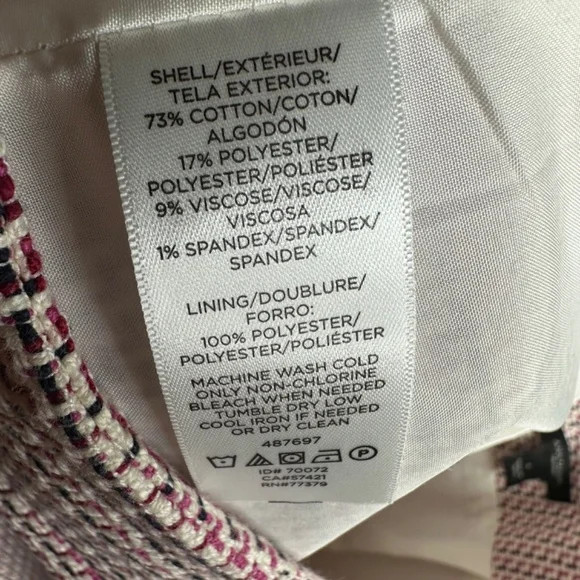 SHELL/EXTÉRIEUR/
TELA EXTERIOR:
73% COTTON/COTON/
ALGODÓN
17% POLYESTER/
POLYESTER/POLIÉSTER
9% VISCOSE/VISCOSE/
VISCOSA
1% SPANDEX/SPANDEX/
SPANDEX
LINING/DOUBLURE/
FORRO:
100% POLYESTER/
POLYESTER/POLIÉSTER
MACHINE WASH COLD
ONLY NON-CHLORINE
BLEACH WHEN NEEDED
TUMBLE DRY LOW
COOL IRON IF NEEDED
OR DRY CLEAN
487697
P
ID# 70072
CA#57421
RN#77379